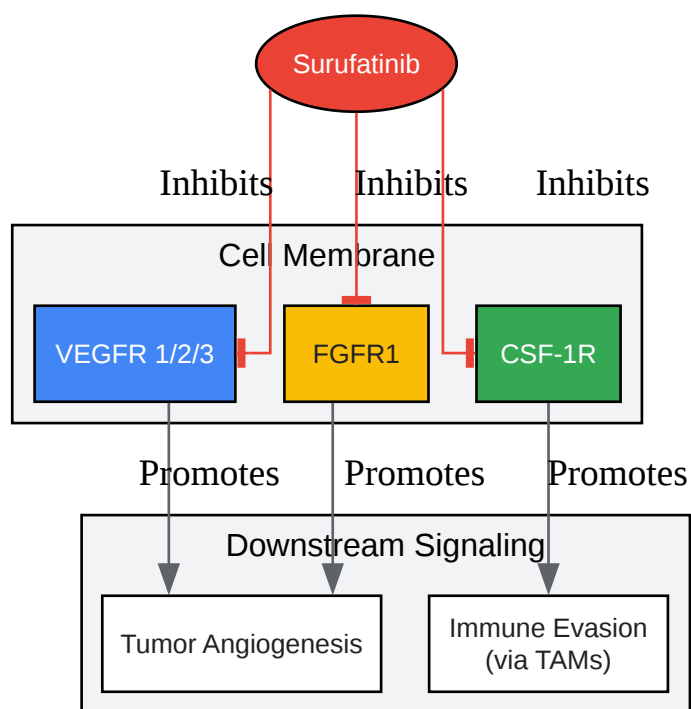 Surufatinib
Inhibits
Inhibits
Inhibits
Cell Membrane
VEGFR 1/2/3
FGFR1
CSF-1R
Promotes
Promotes
Promotes
Downstream Signaling
Tumor Angiogenesis
Immune Evasion
(via TAMs)